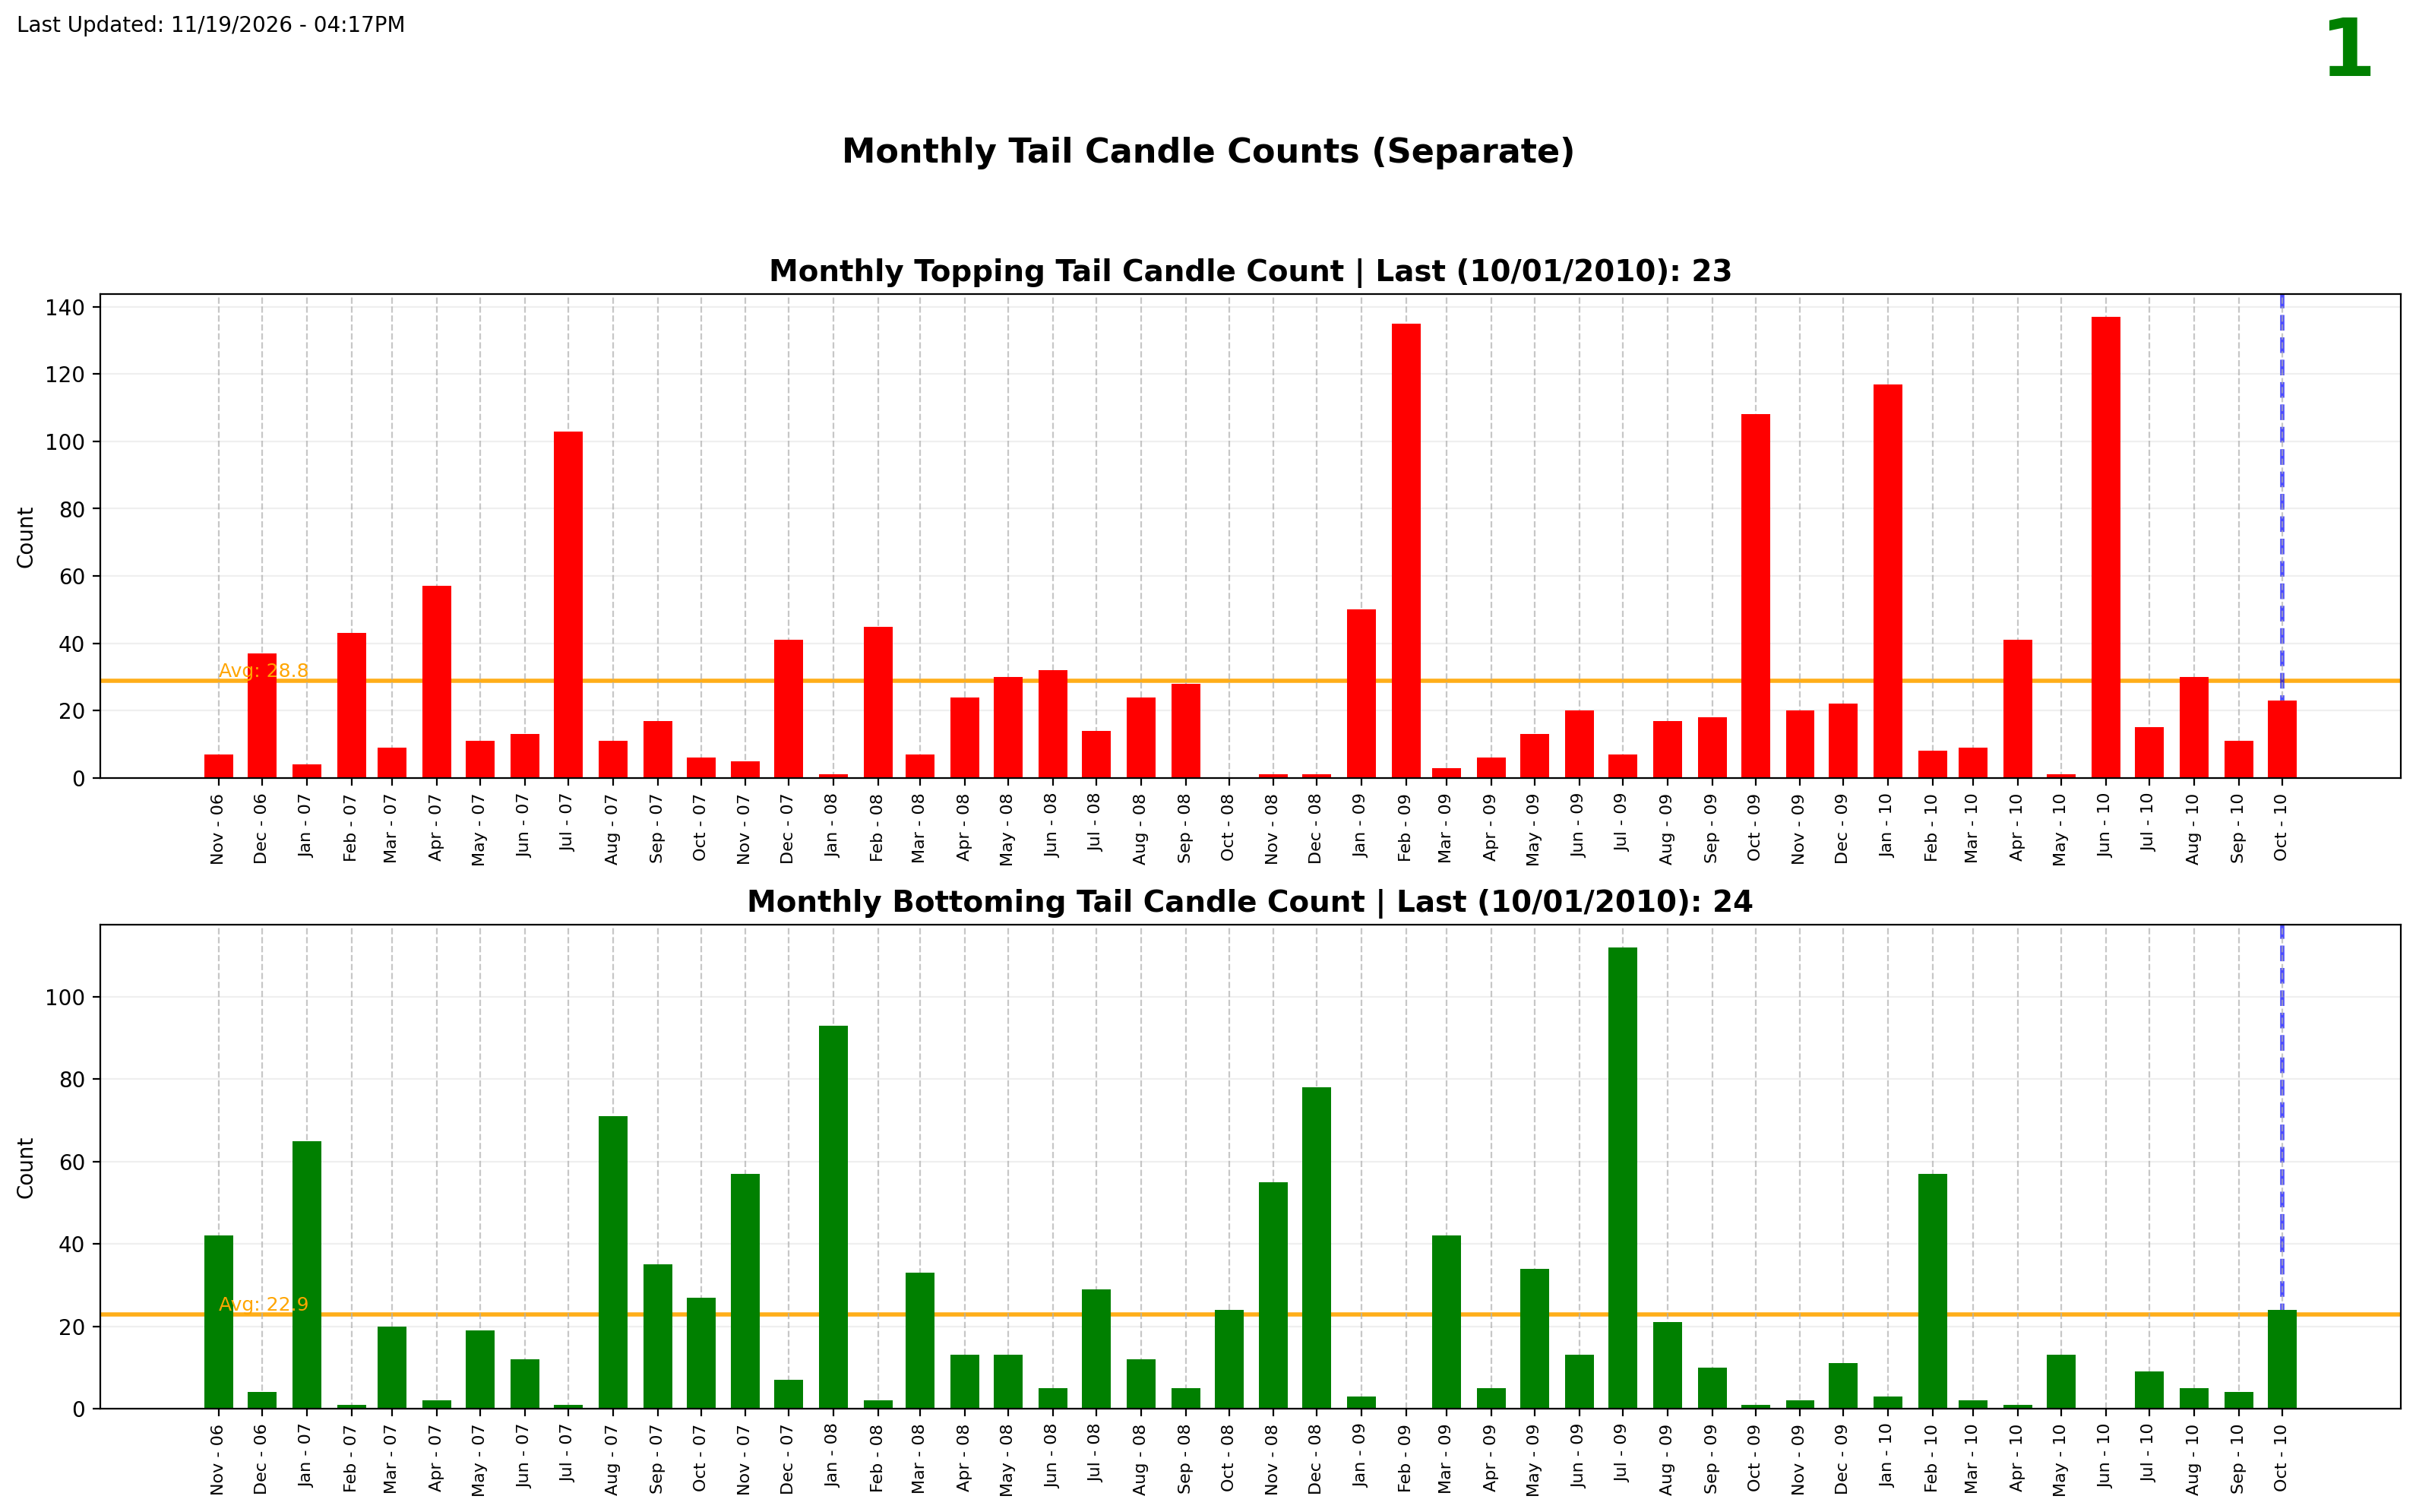 Last Updated: 11/19/2026 - 04:17PM
1
Monthly Tail Candle Counts (Separate)
Monthly Topping Tail Candle Count | Last (10/01/2010): 23
140
120
100
80
60
40
20
0
Count
Avg: 28.8
Nov - 06
Dec - 06
Jan - 07
Feb - 07
Mar - 07
Apr - 07
May - 07
Jun - 07
Jul - 07
Aug - 07
Sep - 07
Oct - 07
Nov - 07
Dec - 07
Jan - 08
Feb - 08
Mar - 08
Apr - 08
May - 08
Jun - 08
Jul - 08
Aug - 08
Sep - 08
Oct - 08
Nov - 08
Dec - 08
Jan - 09
Feb - 09
Mar - 09
Apr - 09
May - 09
Jun - 09
Jul - 09
Aug - 09
Sep - 09
Oct - 09
Nov - 09
Dec - 09
Jan - 10
Feb - 10
Mar - 10
Apr - 10
May - 10
Jun - 10
Jul - 10
Aug - 10
Sep - 10
Oct - 10
Monthly Bottoming Tail Candle Count | Last (10/01/2010): 24
100
80
60
40
20
0
Count
Avg: 22.9
Nov - 06
Dec - 06
Jan - 07
Feb - 07
Mar - 07
Apr - 07
May - 07
Jun - 07
Jul - 07
Aug - 07
Sep - 07
Oct - 07
Nov - 07
Dec - 07
Jan - 08
Feb - 08
Mar - 08
Apr - 08
May - 08
Jun - 08
Jul - 08
Aug - 08
Sep - 08
Oct - 08
Nov - 08
Dec - 08
Jan - 09
Feb - 09
Mar - 09
Apr - 09
May - 09
Jun - 09
Jul - 09
Aug - 09
Sep - 09
Oct - 09
Nov - 09
Dec - 09
Jan - 10
Feb - 10
Mar - 10
Apr - 10
May - 10
Jun - 10
Jul - 10
Aug - 10
Sep - 10
Oct - 10